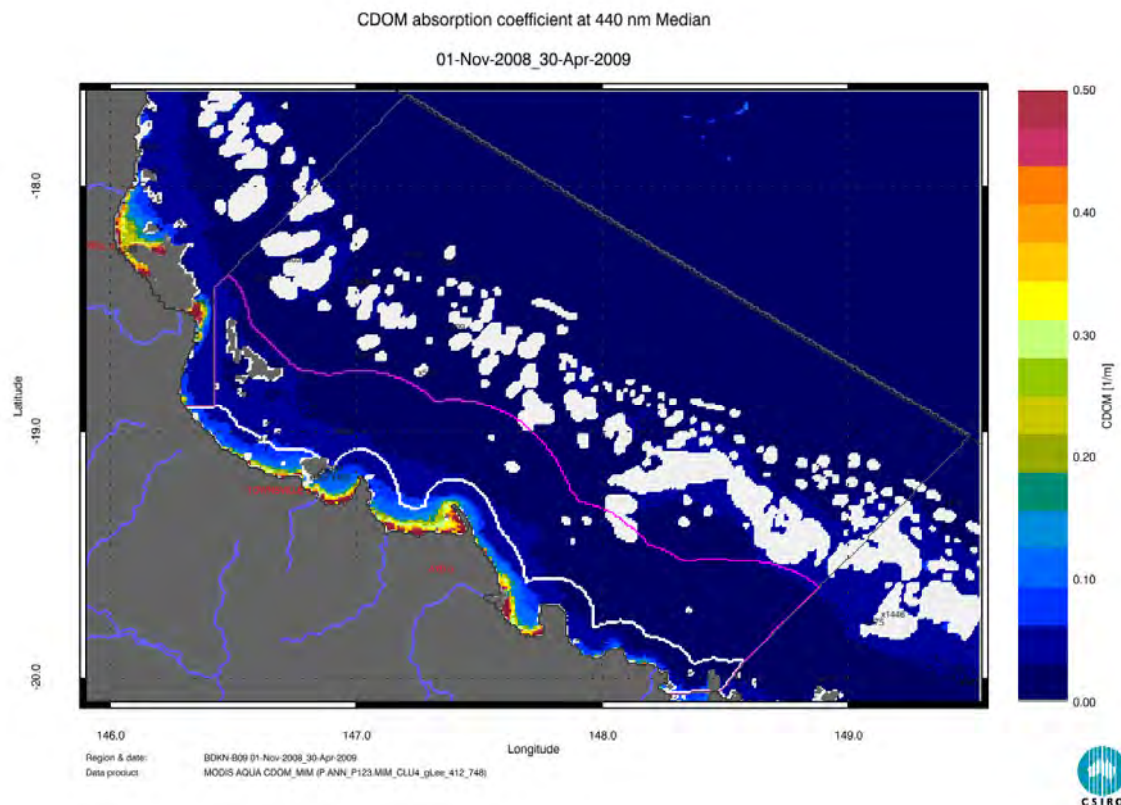 CDOM absorption coefficient at 440 nm Median
01-Nov-2008_30-Apr-2009
0.50
0.40
0.30
0.20
0.10
0.00
CDOM [1/m]
-18.0
-19.0
-20.0
Latitude
x1446
146.0
147.0
148.0
149.0
Longitude
Region & date:
BDKN-B09 01-Nov-2008_30-Apr-2009
Data product
MODIS AQUA CDOM_MIM (P.ANN_P123.MIM_CLU4_gLee_412_748)
CSIRO